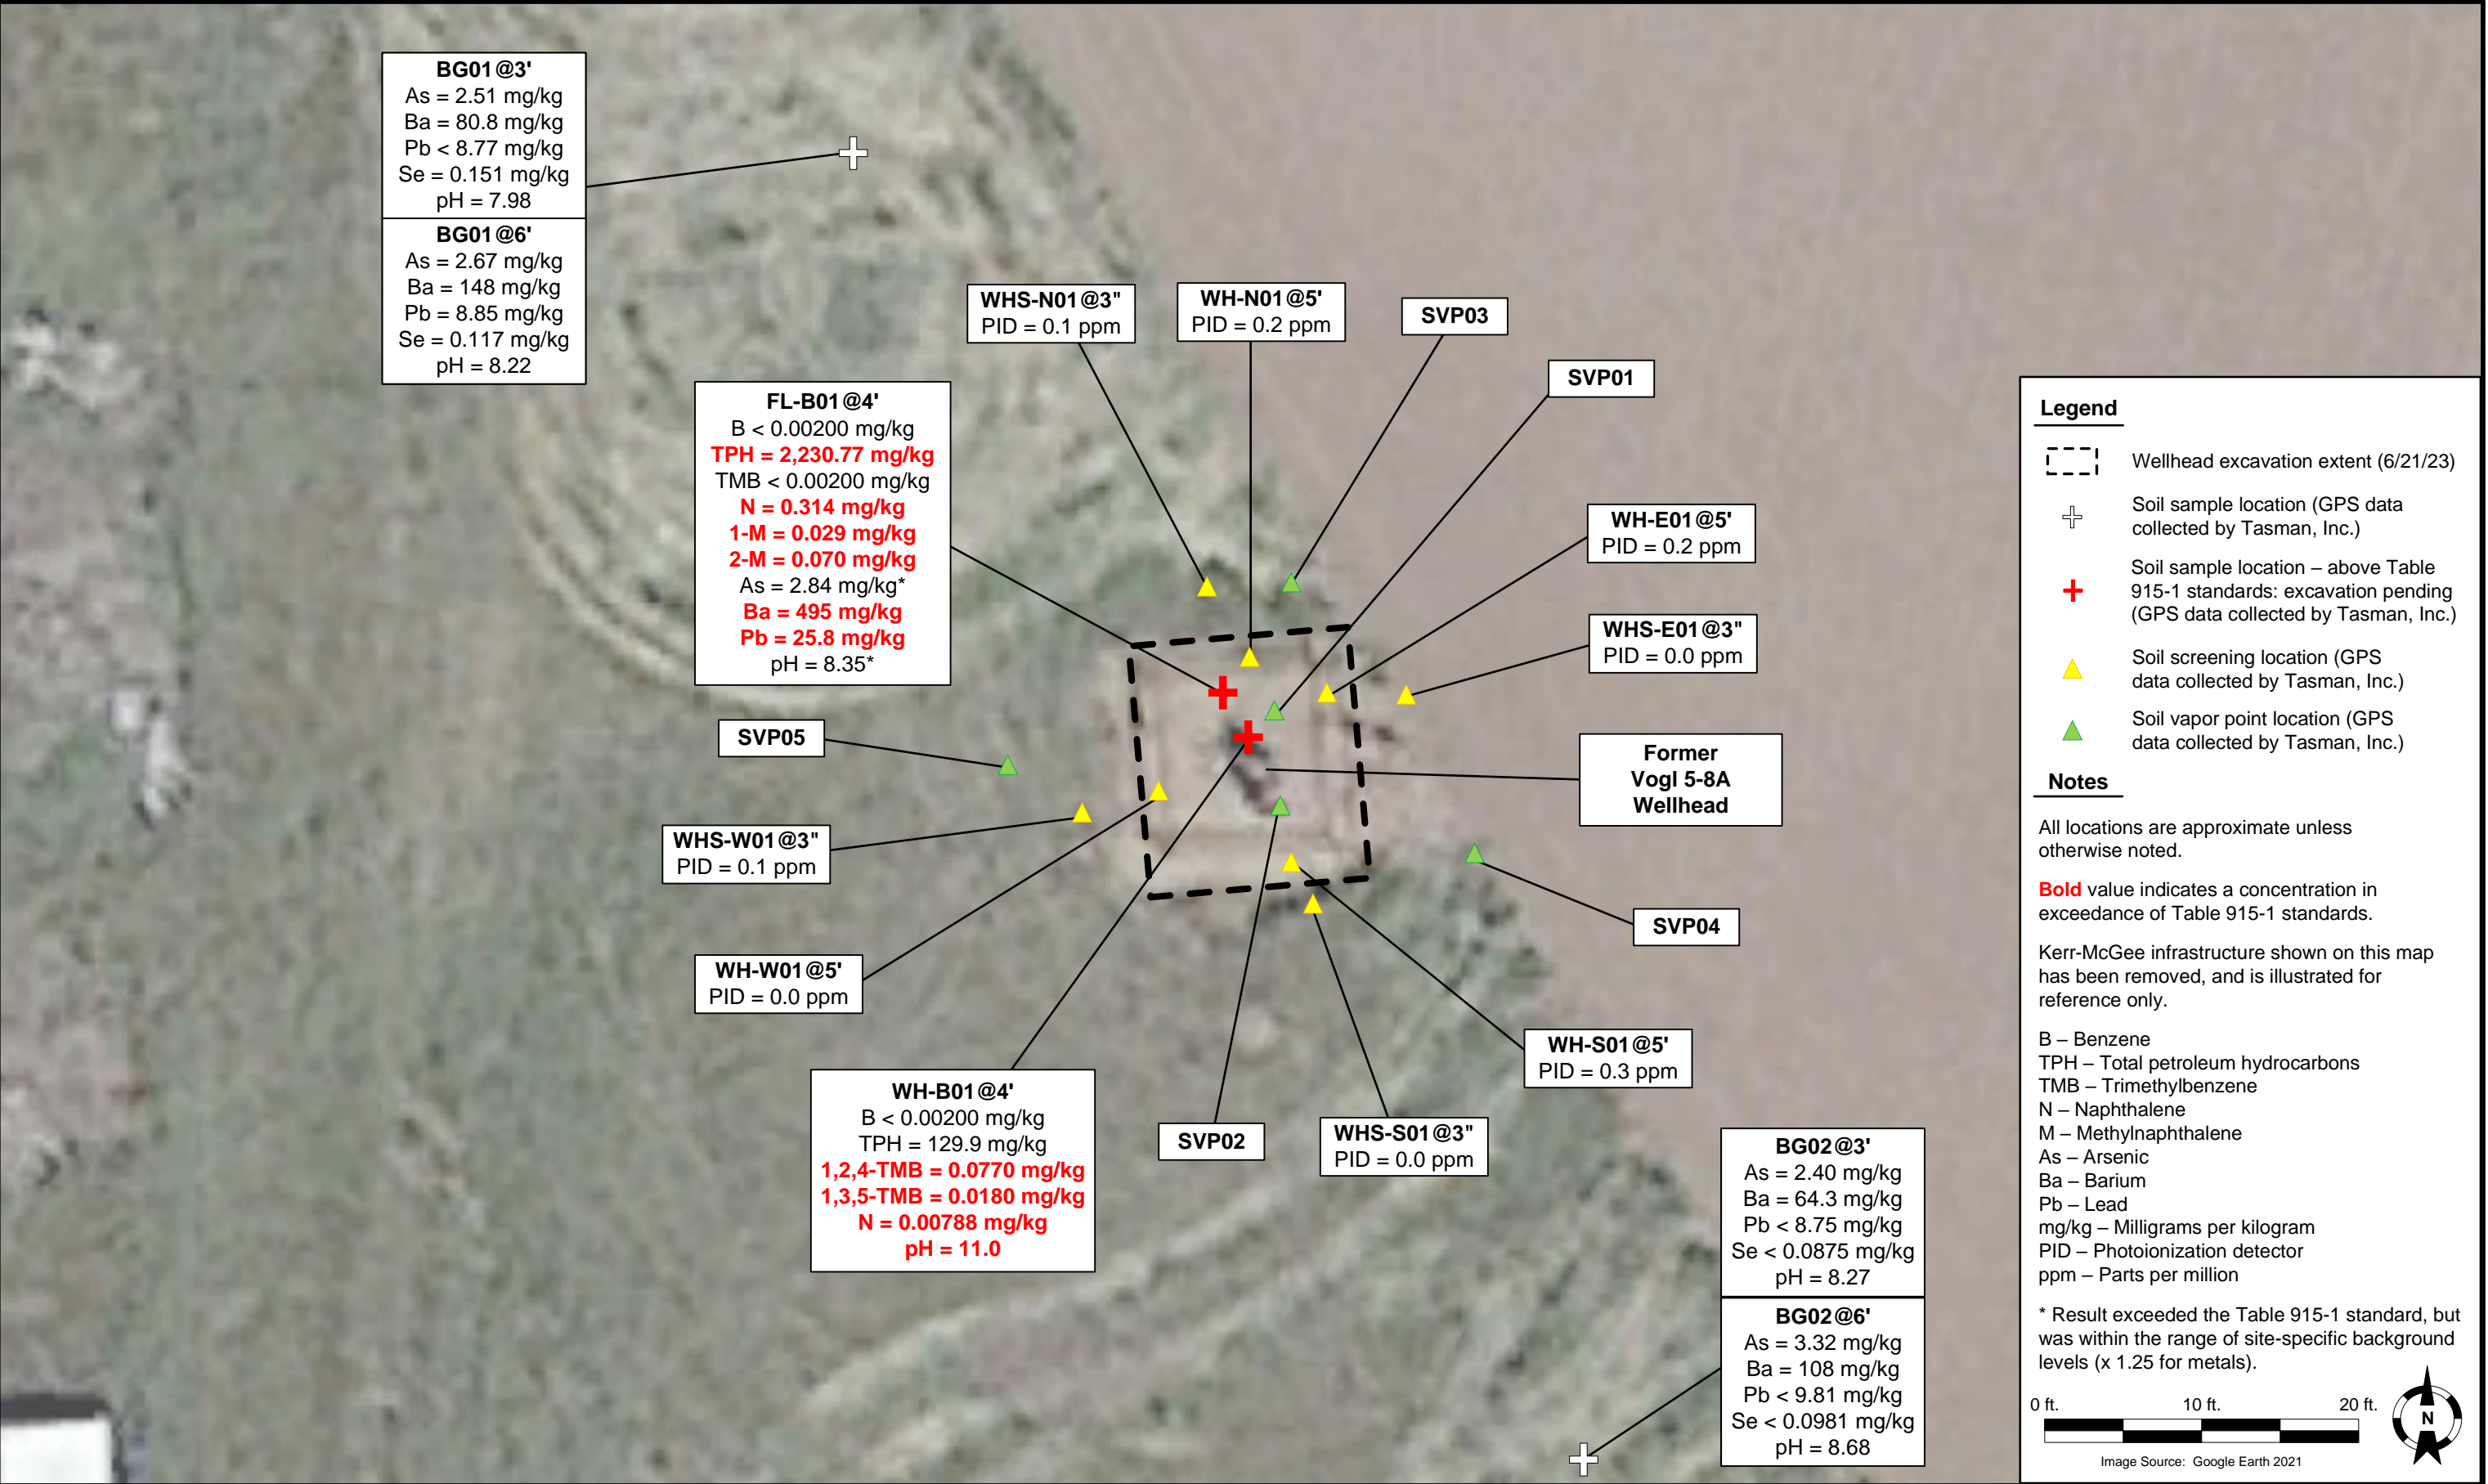 BG01@3'
As = 2.51 mg/kg
Ba = 80.8 mg/kg
Pb < 8.77 mg/kg
Se = 0.151 mg/kg
pH = 7.98
BG01@6'
As = 2.67 mg/kg
Ba = 148 mg/kg
Pb = 8.85 mg/kg
Se = 0.117 mg/kg
pH = 8.22
WHS-N01@3"
PID = 0.1 ppm
WH-N01@5'
PID = 0.2 ppm
SVP03
SVP01
FL-B01@4'
B < 0.00200 mg/kg
TPH = 2,230.77 mg/kg
TMB < 0.00200 mg/kg
N = 0.314 mg/kg
1-M = 0.029 mg/kg
2-M = 0.070 mg/kg
As = 2.84 mg/kg*
Ba = 495 mg/kg
Pb = 25.8 mg/kg
pH = 8.35*
WH-E01@5'
PID = 0.2 ppm
WHS-E01@3"
PID = 0.0 ppm
SVP05
Former
Vogl 5-8A
Wellhead
WHS-W01@3"
PID = 0.1 ppm
SVP04
WH-W01@5'
PID = 0.0 ppm
WH-S01@5'
PID = 0.3 ppm
WH-B01@4'
B < 0.00200 mg/kg
TPH = 129.9 mg/kg
1,2,4-TMB = 0.0770 mg/kg
1,3,5-TMB = 0.0180 mg/kg
N = 0.00788 mg/kg
pH = 11.0
SVP02
WHS-S01@3"
PID = 0.0 ppm
BG02@3'
As = 2.40 mg/kg
Ba = 64.3 mg/kg
Pb < 8.75 mg/kg
Se < 0.0875 mg/kg
pH = 8.27
BG02@6'
As = 3.32 mg/kg
Ba = 108 mg/kg
Pb < 9.81 mg/kg
Se < 0.0981 mg/kg
pH = 8.68
Legend
Wellhead excavation extent (6/21/23)
Soil sample location (GPS data
collected by Tasman, Inc.)
Soil sample location – above Table
915-1 standards: excavation pending
(GPS data collected by Tasman, Inc.)
Soil screening location (GPS
data collected by Tasman, Inc.)
Soil vapor point location (GPS
data collected by Tasman, Inc.)
Notes
All locations are approximate unless
otherwise noted.
Bold value indicates a concentration in
exceedance of Table 915-1 standards.
Kerr-McGee infrastructure shown on this map
has been removed, and is illustrated for
reference only.
B – Benzene
TPH – Total petroleum hydrocarbons
TMB – Trimethylbenzene
N – Naphthalene
M – Methylnaphthalene
As – Arsenic
Ba – Barium
Pb – Lead
mg/kg – Milligrams per kilogram
PID – Photoionization detector
ppm – Parts per million
* Result exceeded the Table 915-1 standard, but
was within the range of site-specific background
levels (x 1.25 for metals).
0 ft. 10 ft. 20 ft.
N
Image Source: Google Earth 2021